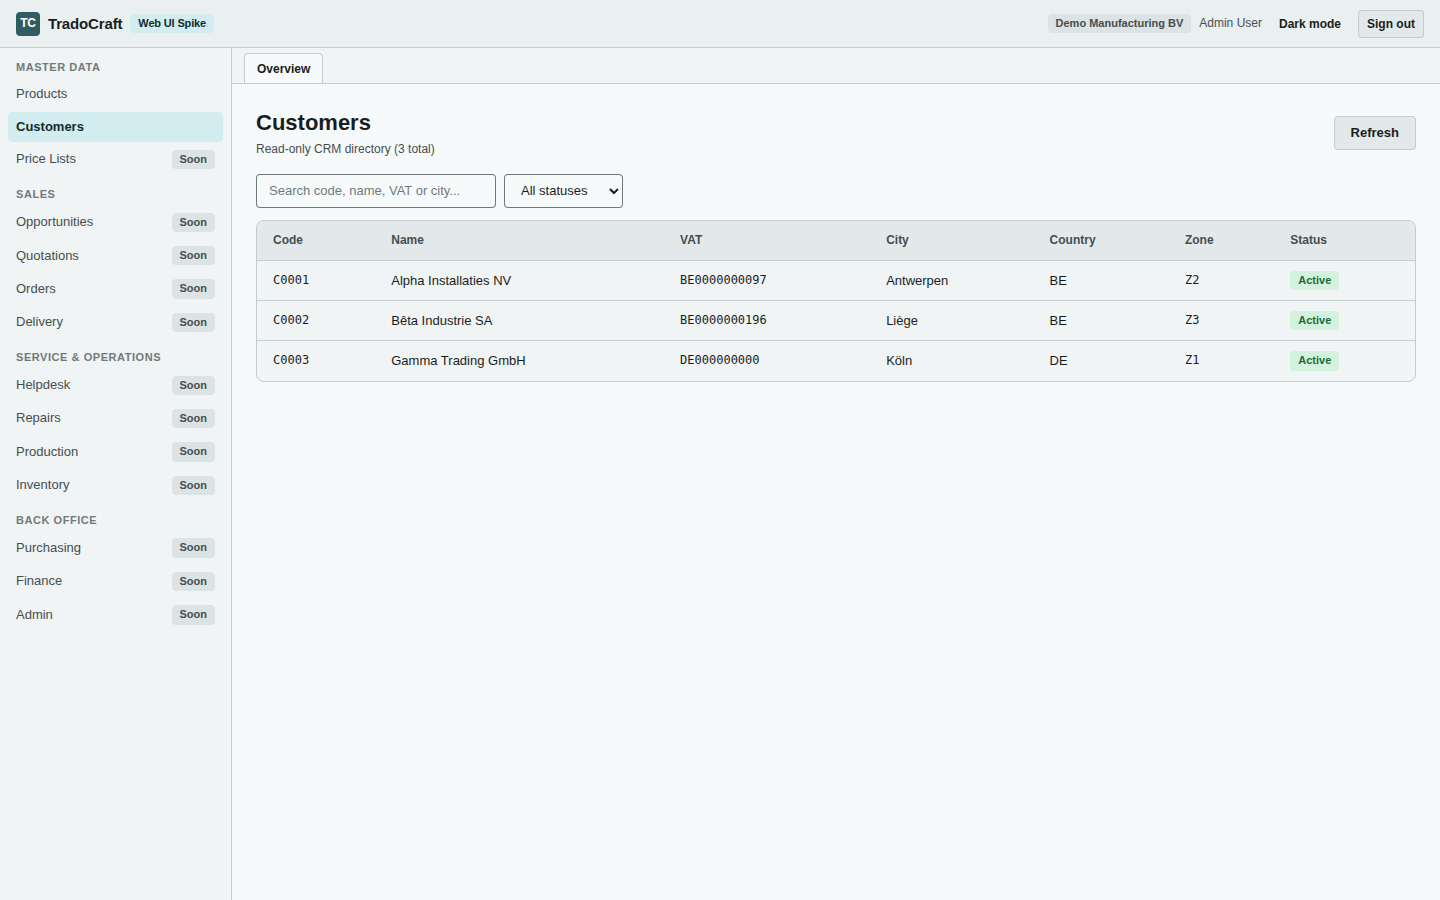 TC TradoCraft Web UI Spike Demo Manufacturing BV Admin User Dark mode Sign out
MASTER DATA
Products
Customers
Price Lists Soon
SALES
Opportunities Soon
Quotations Soon
Orders Soon
Delivery Soon
SERVICE & OPERATIONS
Helpdesk Soon
Repairs Soon
Production Soon
Inventory Soon
BACK OFFICE
Purchasing Soon
Finance Soon
Admin Soon
Overview
Customers
Read-only CRM directory (3 total)
Refresh
Search code, name, VAT or city... All statuses
Code Name VAT City Country Zone Status
C0001 Alpha Installaties NV BE0000000097 Antwerpen BE Z2 Active
C0002 Bêta Industrie SA BE0000000196 Liège BE Z3 Active
C0003 Gamma Trading GmbH DE000000000 Köln DE Z1 Active